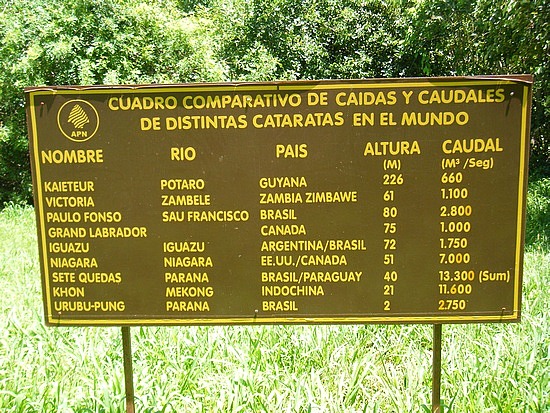 CUADRO COMPARATIVO DE CAIDAS Y CAUDALES
DE DISTINTAS CATARATAS EN EL MUNDO
APN
NOMBRE RIO PAIS ALTURA CAUDAL
(M) (M³/Seg)
KAIETEUR POTARO GUYANA 226 660
VICTORIA ZAMBELE ZAMBIA ZIMBABWE 61 1.100
PAULO FONSO SAU FRANCISCO BRASIL 80 2.800
GRAND LABRADOR CANADA 75 1.000
IGUAZU IGUAZU ARGENTINA/BRASIL 72 1.750
NIAGARA NIAGARA EE.UU./CANADA 51 7.000
SETE QUEDAS PARANA BRASIL/PARAGUAY 40 13.300 (Sum)
KHON MEKONG INDOCHINA 21 11.600
URUBU-PUNG PARANA BRASIL 2 2.750